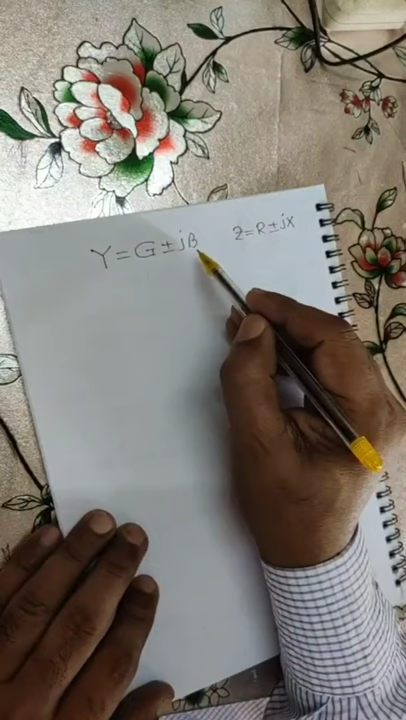 Y = G ± jB
Z = R ± jX